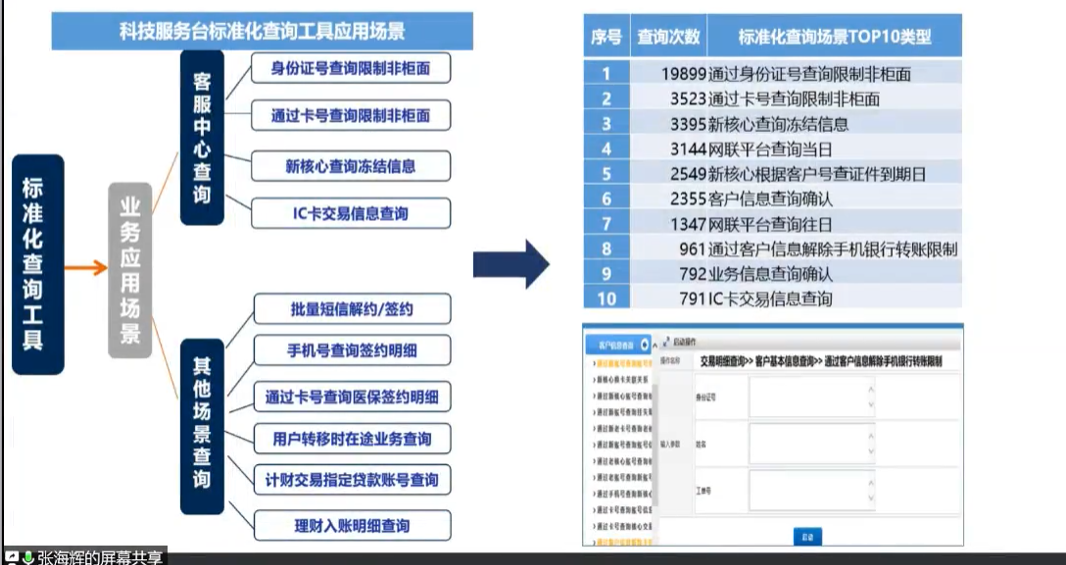 科技服务台标准化查询工具应用场景
标准化查询工具
业务应用场景
客服中心查询
身份证号查询限制非柜面
通过卡号查询限制非柜面
新核心查询冻结信息
IC卡交易信息查询
其他场景查询
批量短信解约/签约
手机号查询签约明细
通过卡号查询医保签约明细
用户转移时在途业务查询
计财交易指定贷款账号查询
理财入账明细查询
序号 查询次数 标准化查询场景TOP10类型
1 19899 通过身份证号查询限制非柜面
2 3523 通过卡号查询限制非柜面
3 3395 新核心查询冻结信息
4 3144 网联平台查询当日
5 2549 新核心根据客户号查证件到期日
6 2355 客户信息查询确认
7 1347 网联平台查询往日
8 961 通过客户信息解除手机银行转账限制
9 792 业务信息查询确认
10 791 IC卡交易信息查询
客户信息查询
启动操作
操作名称 交易明细查询>> 客户基本信息查询>> 通过客户信息解除手机银行转账限制
身份证号
输入参数
姓名
工单号
启动
张海辉的屏幕共享